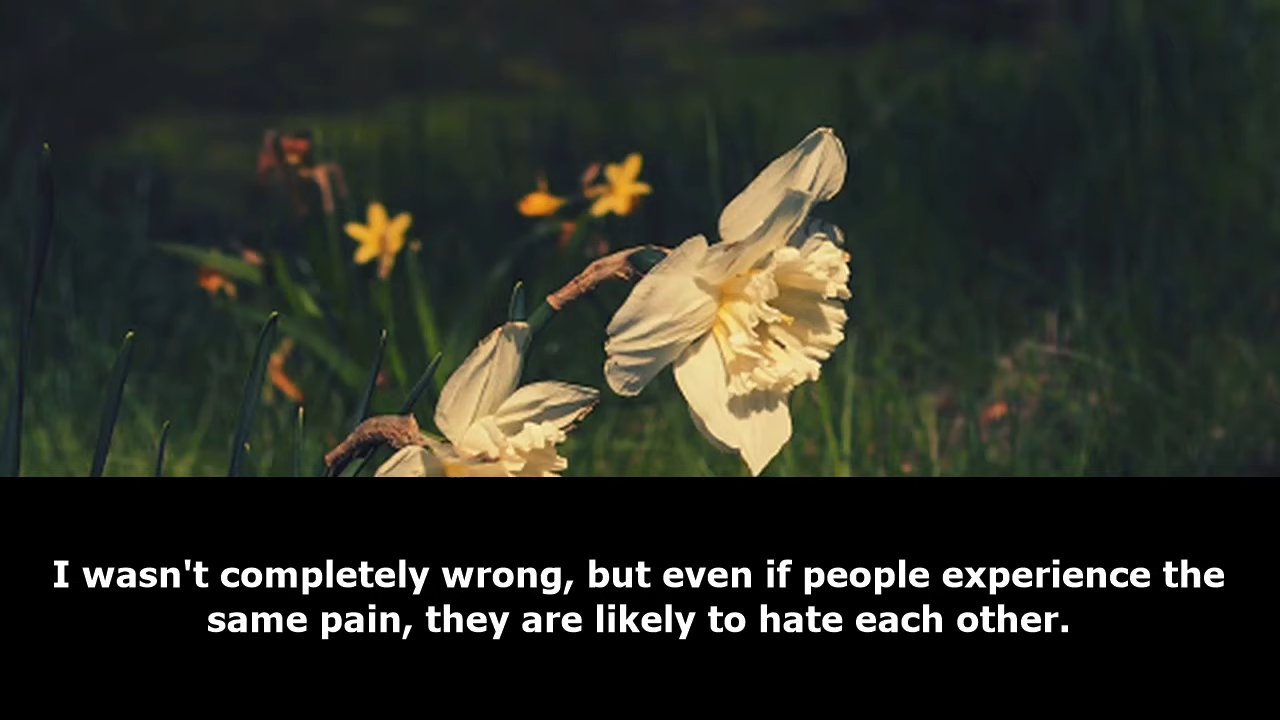 I wasn't completely wrong, but even if people experience the
same pain, they are likely to hate each other.